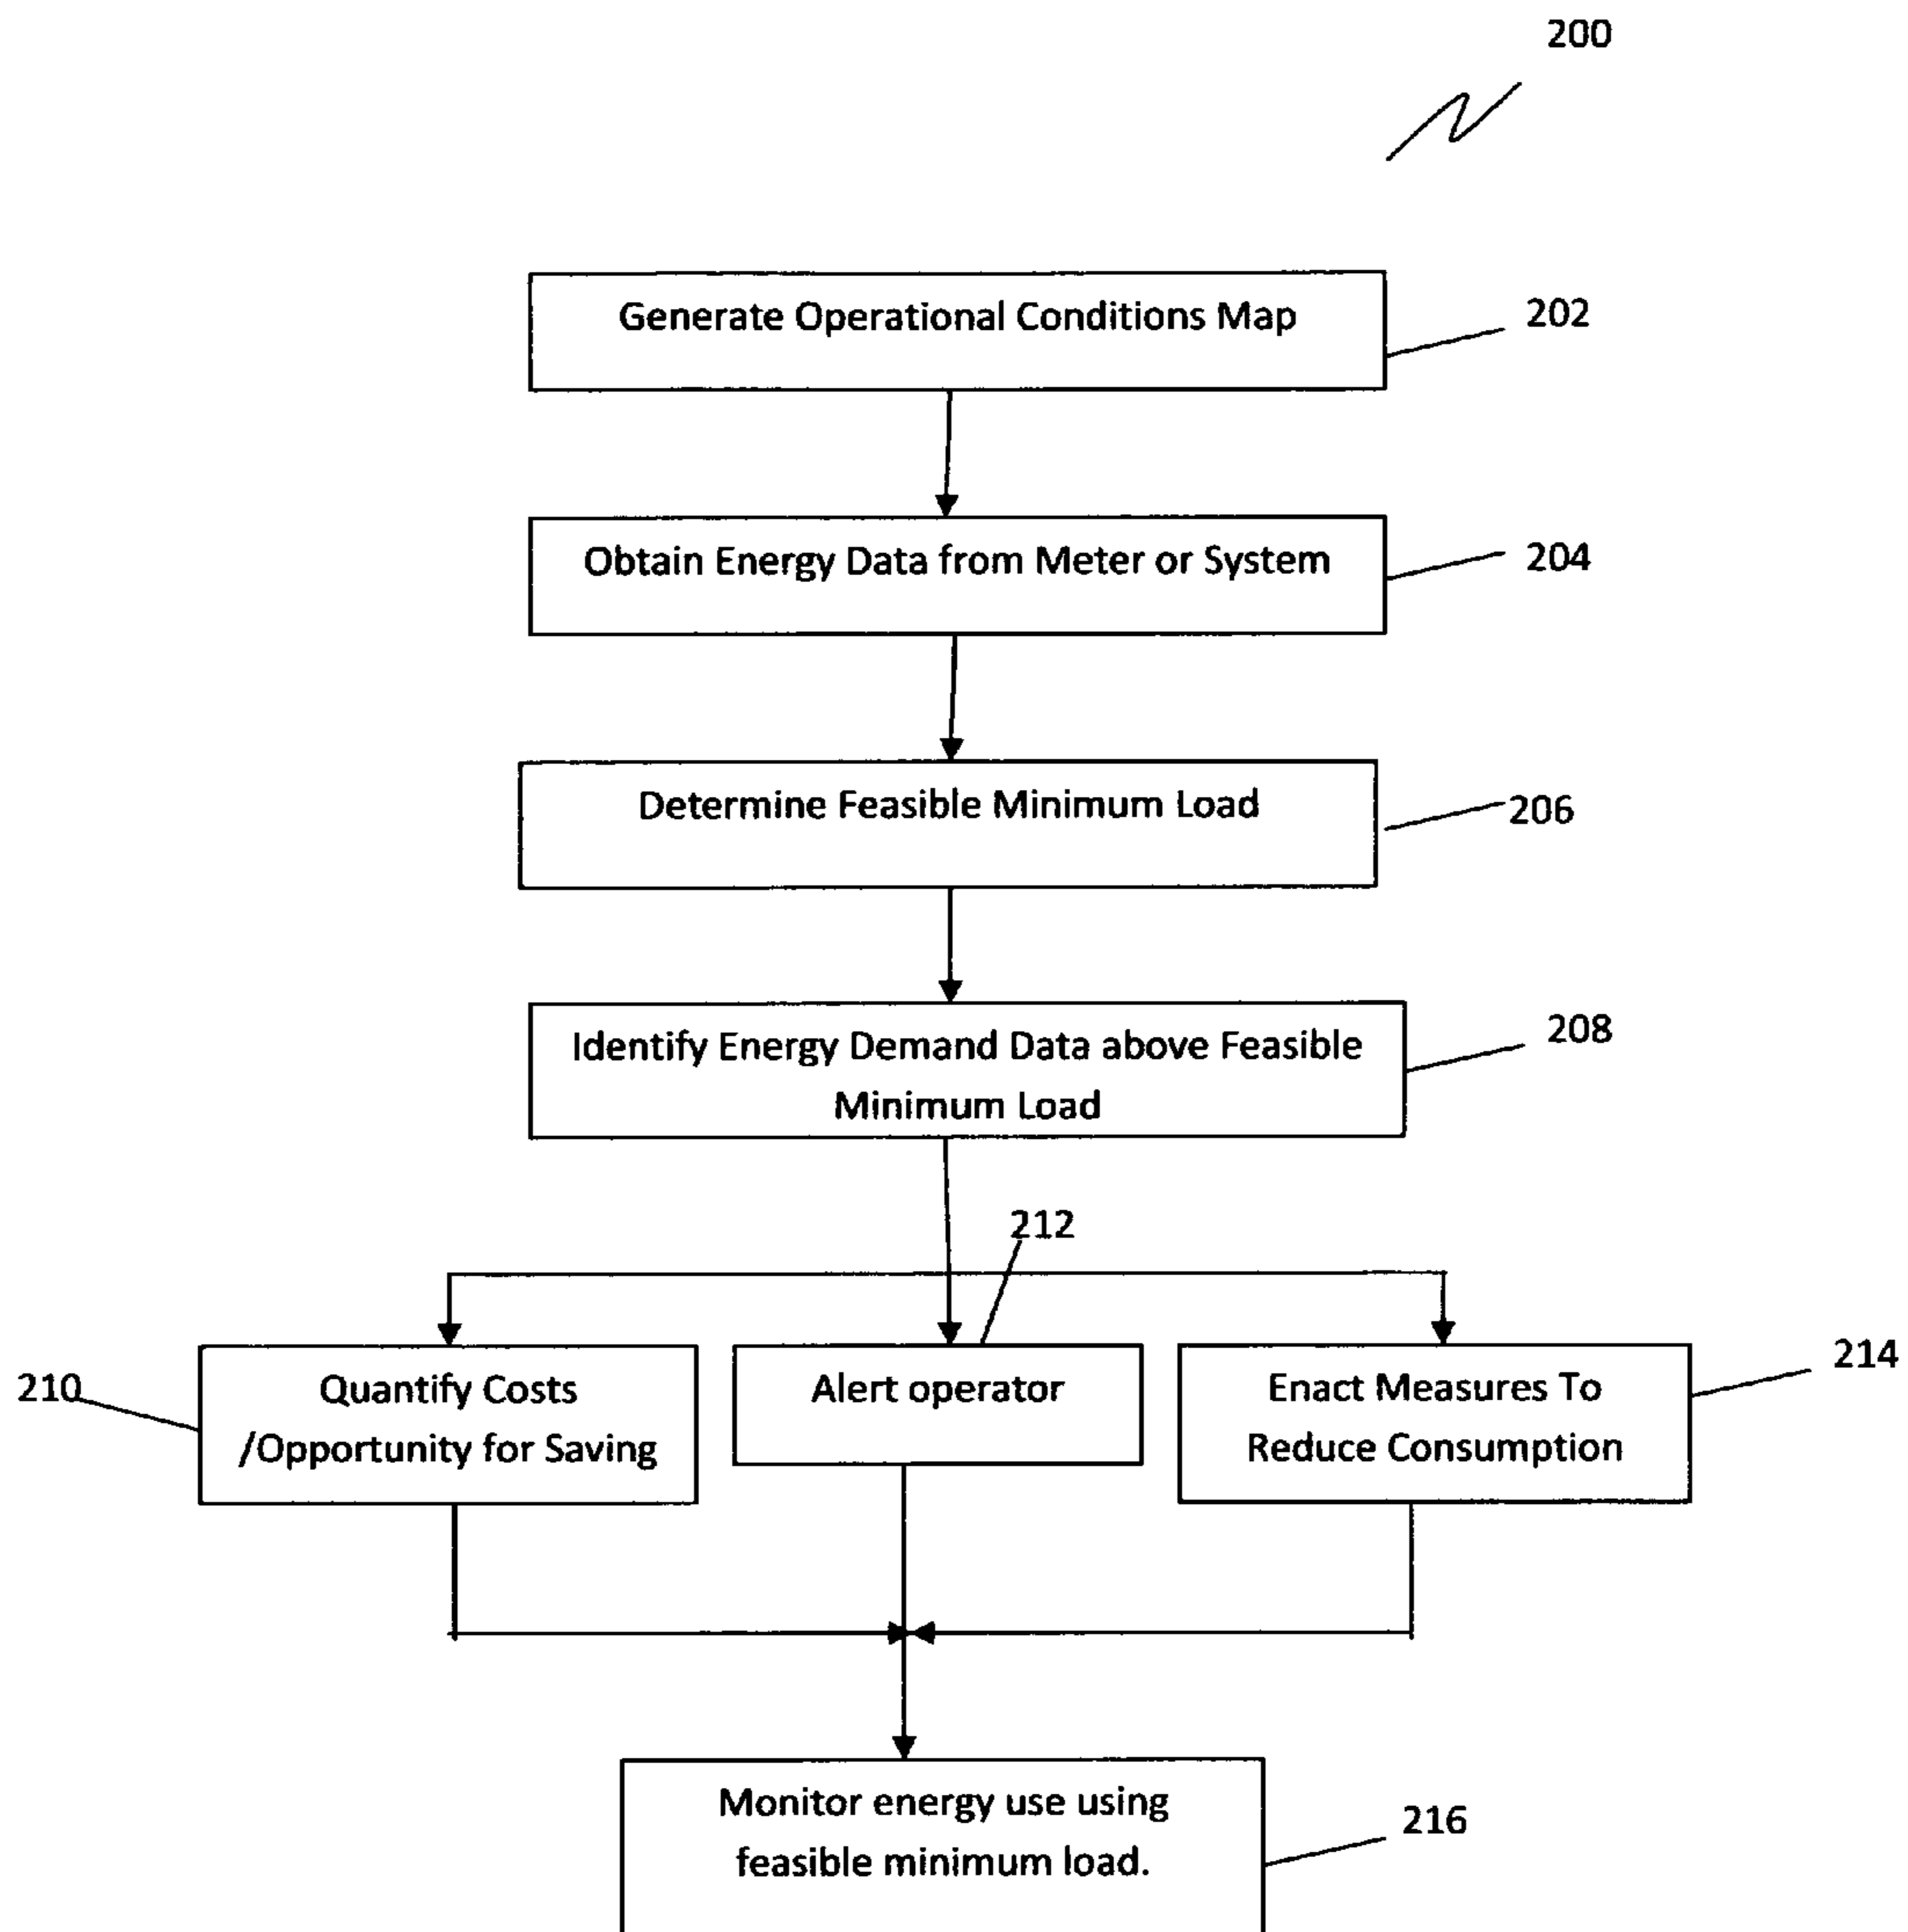 200
Generate Operational Conditions Map
202
Obtain Energy Data from Meter or System
204
Determine Feasible Minimum Load
206
Identify Energy Demand Data above Feasible
Minimum Load
208
212
210
Quantify Costs
/Opportunity for Saving
Alert operator
Enact Measures To
Reduce Consumption
214
Monitor energy use using
feasible minimum load.
216